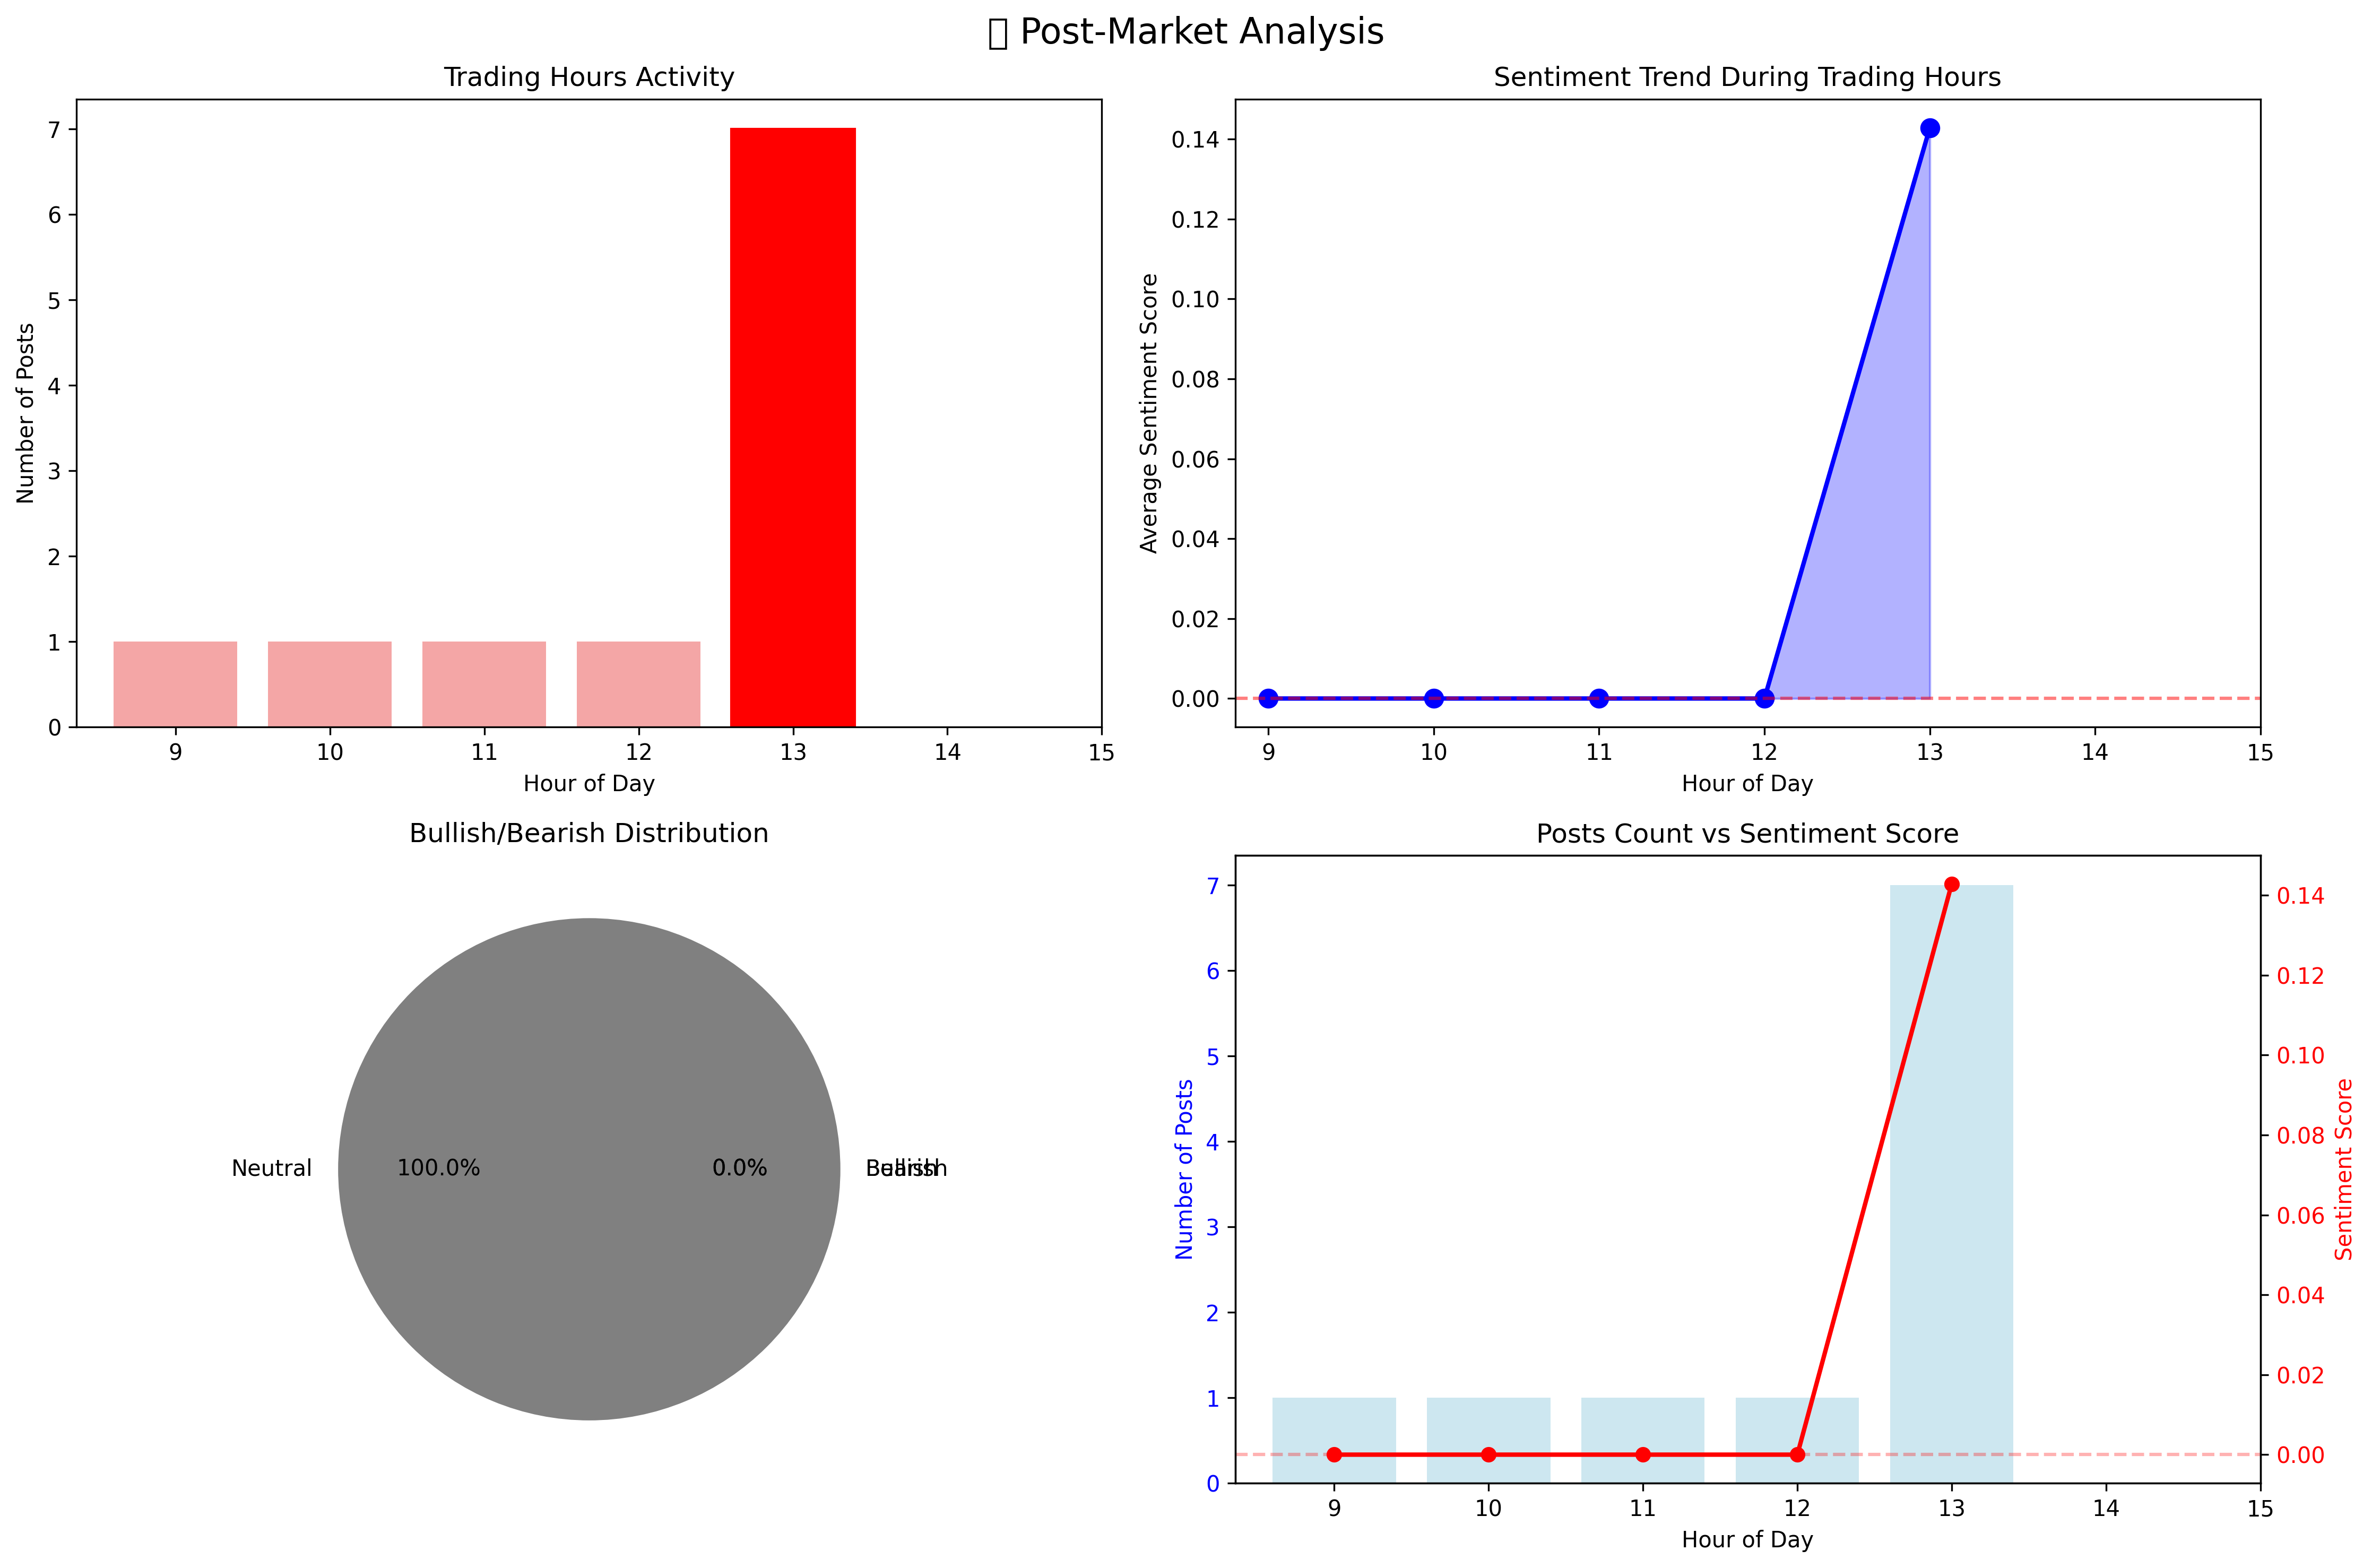 Post-Market Analysis
Trading Hours Activity
Number of Posts
7
6
5
4
3
2
1
0
9 10 11 12 13 14 15
Hour of Day
Sentiment Trend During Trading Hours
Average Sentiment Score
0.14
0.12
0.10
0.08
0.06
0.04
0.02
0.00
9 10 11 12 13 14 15
Hour of Day
Bullish/Bearish Distribution
Neutral
100.0%
0.0%
Bullish
Bearish
Posts Count vs Sentiment Score
Number of Posts
7
6
5
4
3
2
1
0
0.14
0.12
0.10
0.08
0.06
0.04
0.02
0.00
Sentiment Score
9 10 11 12 13 14 15
Hour of Day